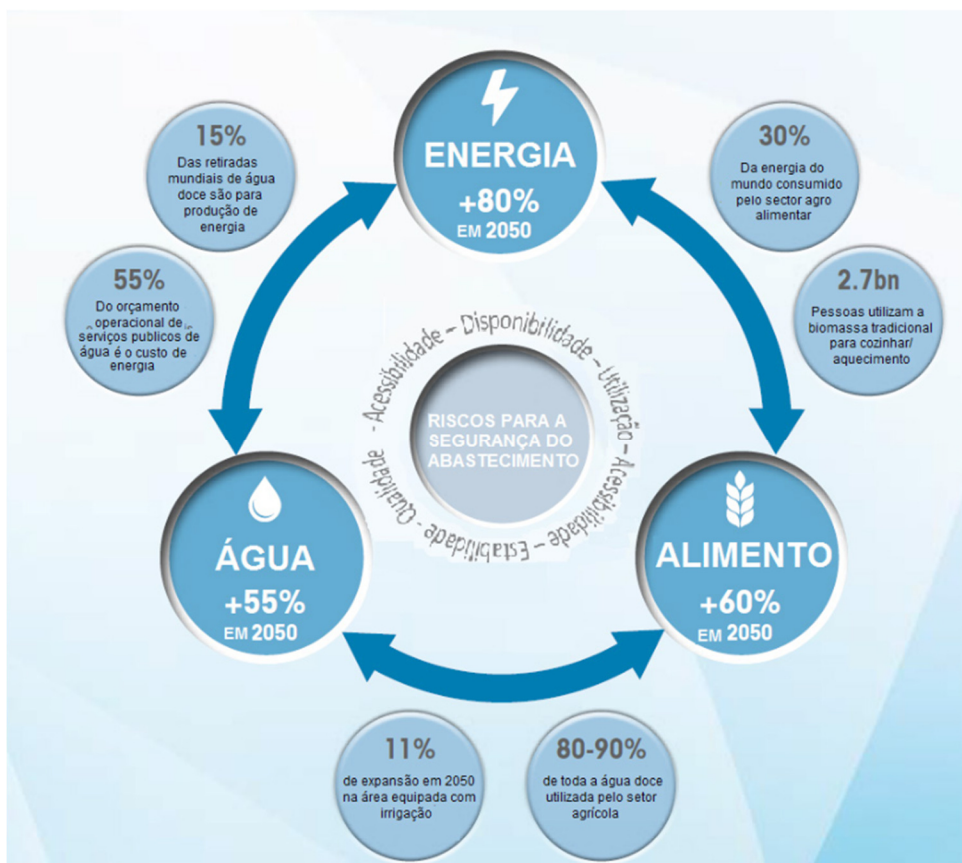 ENERGIA
+80%
EM 2050
15%
Das retiradas
mundiais de água
doce são para
produção de
energia
55%
Do orçamento
operacional de
serviços publicos de
água é o custo de
energia
30%
Da energia do
mundo consumido
pelo sector agro
alimentar
2.7bn
Pessoas utilizam a
biomassa tradicional
para cozinhar/
aquecimento
- Acessibilidade – Disponibilidade – Utilização – Acessibilidade – Estabilidade - Qualidade
RISCOS PARA A
SEGURANÇA DO
ABASTECIMENTO
ÁGUA
+55%
EM 2050
ALIMENTO
+60%
EM 2050
11%
de expansão em 2050
na área equipada com
irrigação
80-90%
de toda a água doce
utilizada pelo setor
agrícola